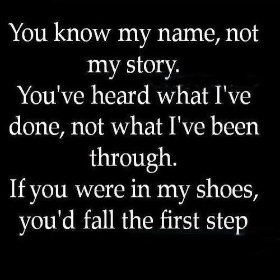 You know my name, not
my story.
You've heard what I've
done, not what I've been
through.
If you were in my shoes,
you'd fall the first step